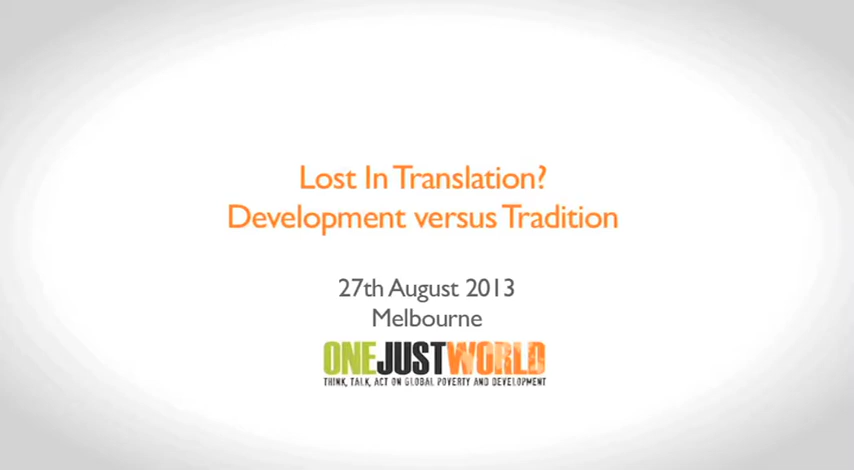 Lost In Translation?
Development versus Tradition
27th August 2013
Melbourne
ONEJUSTWORLD
THINK, TALK, ACT ON GLOBAL POVERTY AND DEVELOPMENT